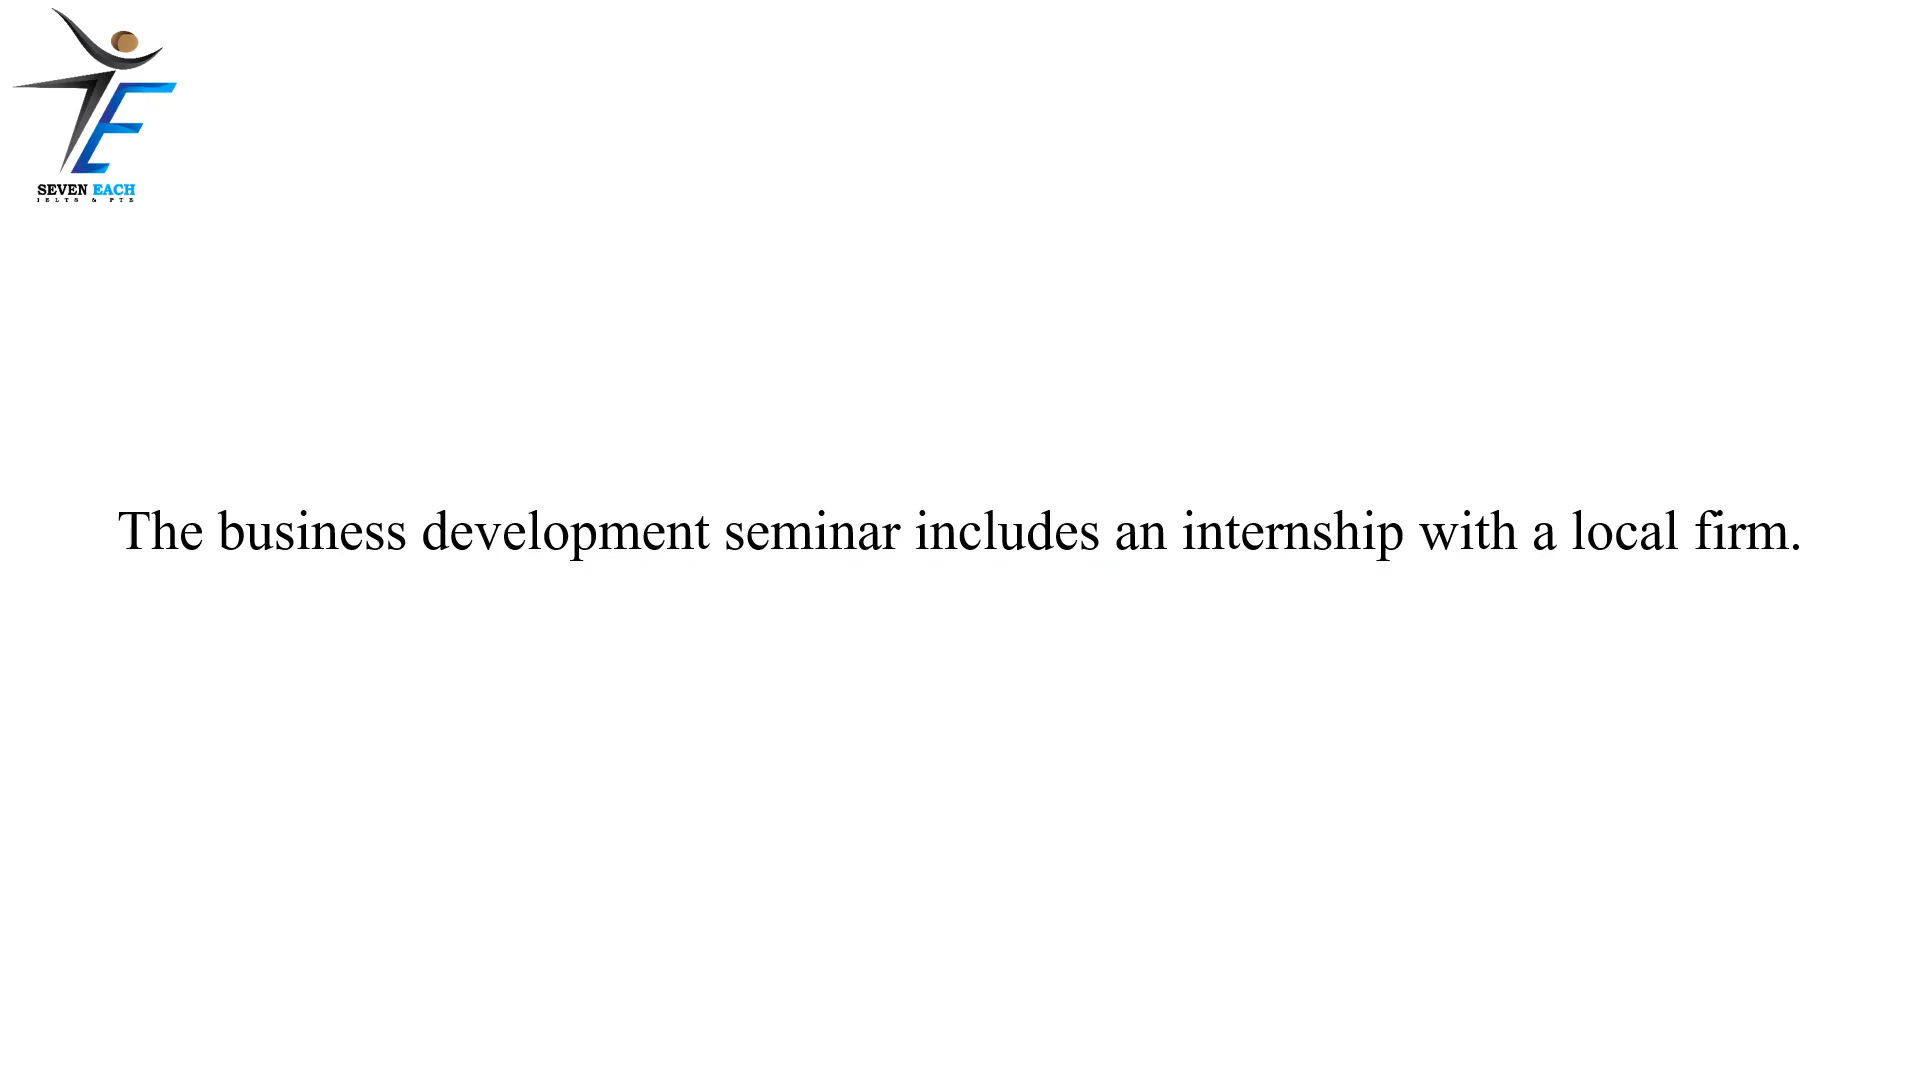 SEVEN EACH
IELTS & PTE
The business development seminar includes an internship with a local firm.